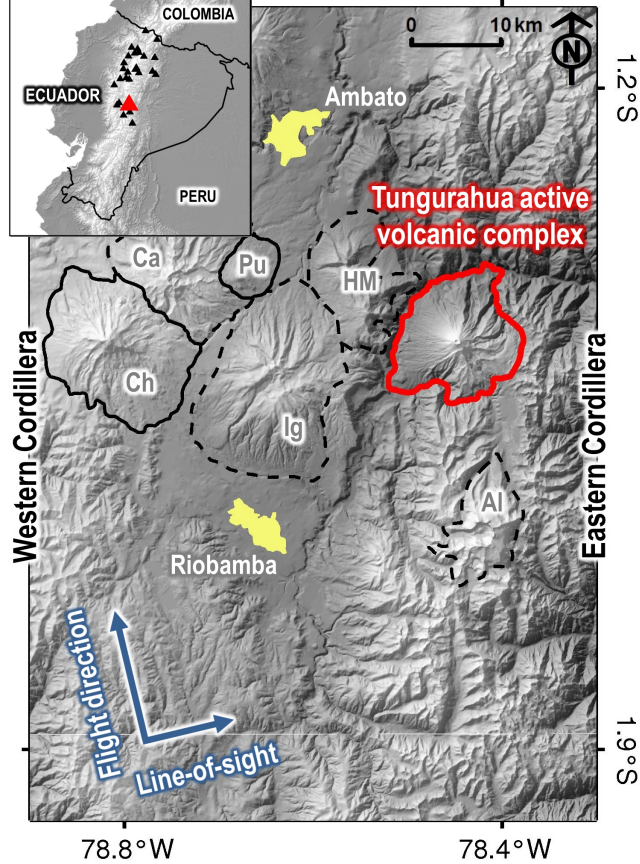 COLOMBIA
ECUADOR
PERU
0 10 km
N
1.2°S
Ambato
Tungurahua active
volcanic complex
Ca
Pu
HM
Ch
Ig
Al
Western Cordillera
Eastern Cordillera
Riobamba
Flight direction
Line-of-sight
1.9°S
78.8°W
78.4°W